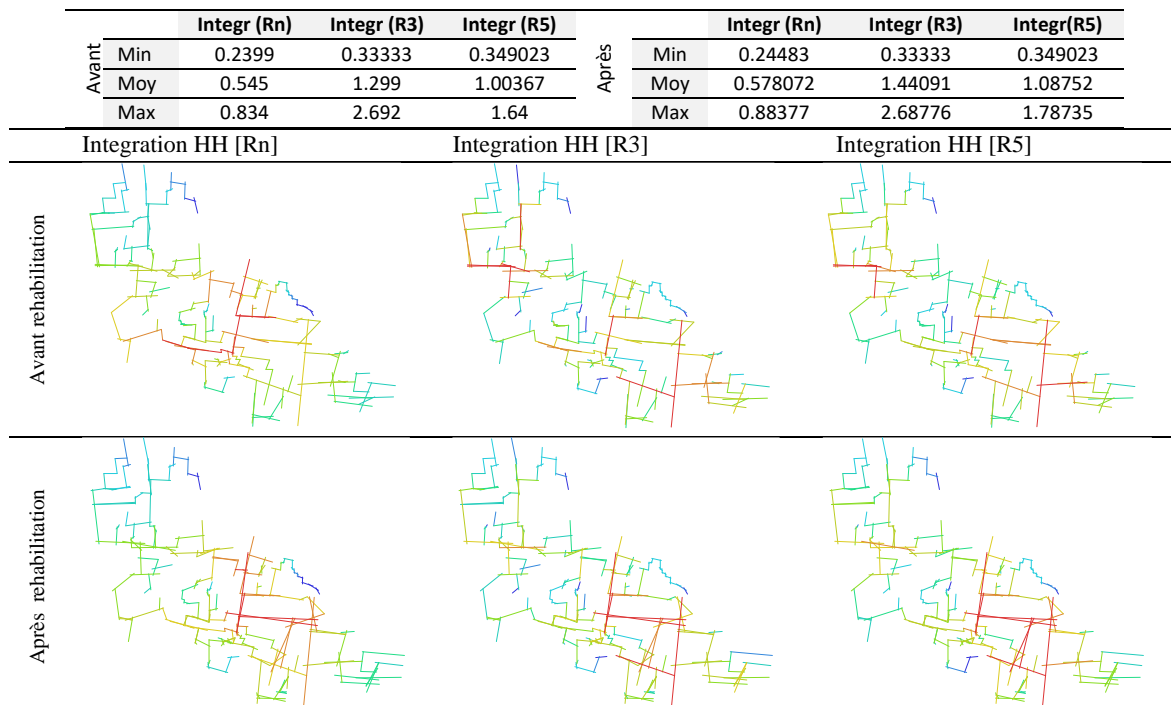 Integr (Rn) Integr (R3) Integr (R5) Integr (Rn) Integr (R3) Integr(R5)
Avant
Min 0.2399 0.33333 0.349023
Moy 0.545 1.299 1.00367
Max 0.834 2.692 1.64
Après
Min 0.24483 0.33333 0.349023
Moy 0.578072 1.44091 1.08752
Max 0.88377 2.68776 1.78735
Integration HH [Rn] Integration HH [R3] Integration HH [R5]
Avant rehabilitation
Après rehabilitation